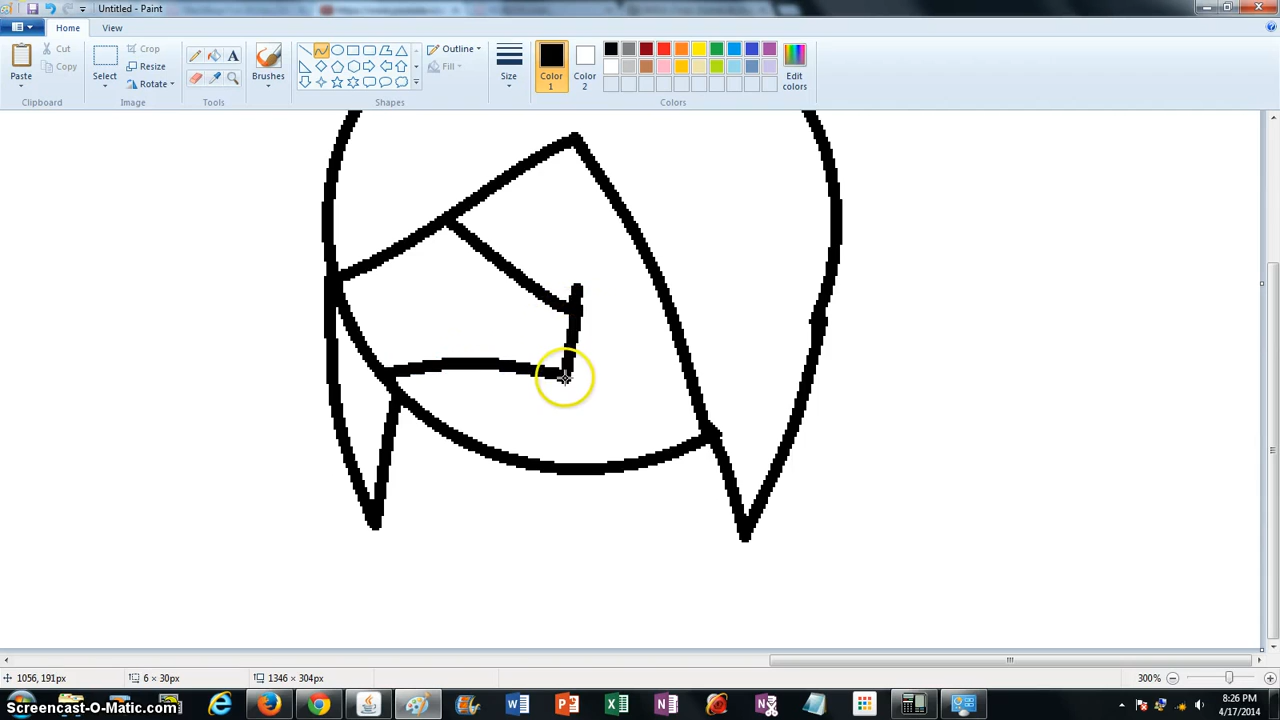 Untitled - Paint
Home
View
Paste
Cut
Copy
Clipboard
Select
Crop
Resize
Rotate
Image
A
Tools
Brushes
Shapes
Outline
Fill
Size
Color 1
Color 2
Edit colors
Colors
1056, 191px
6 × 30px
1346 × 304px
300%
Screencast-O-Matic.com
8:26 PM
4/17/2014